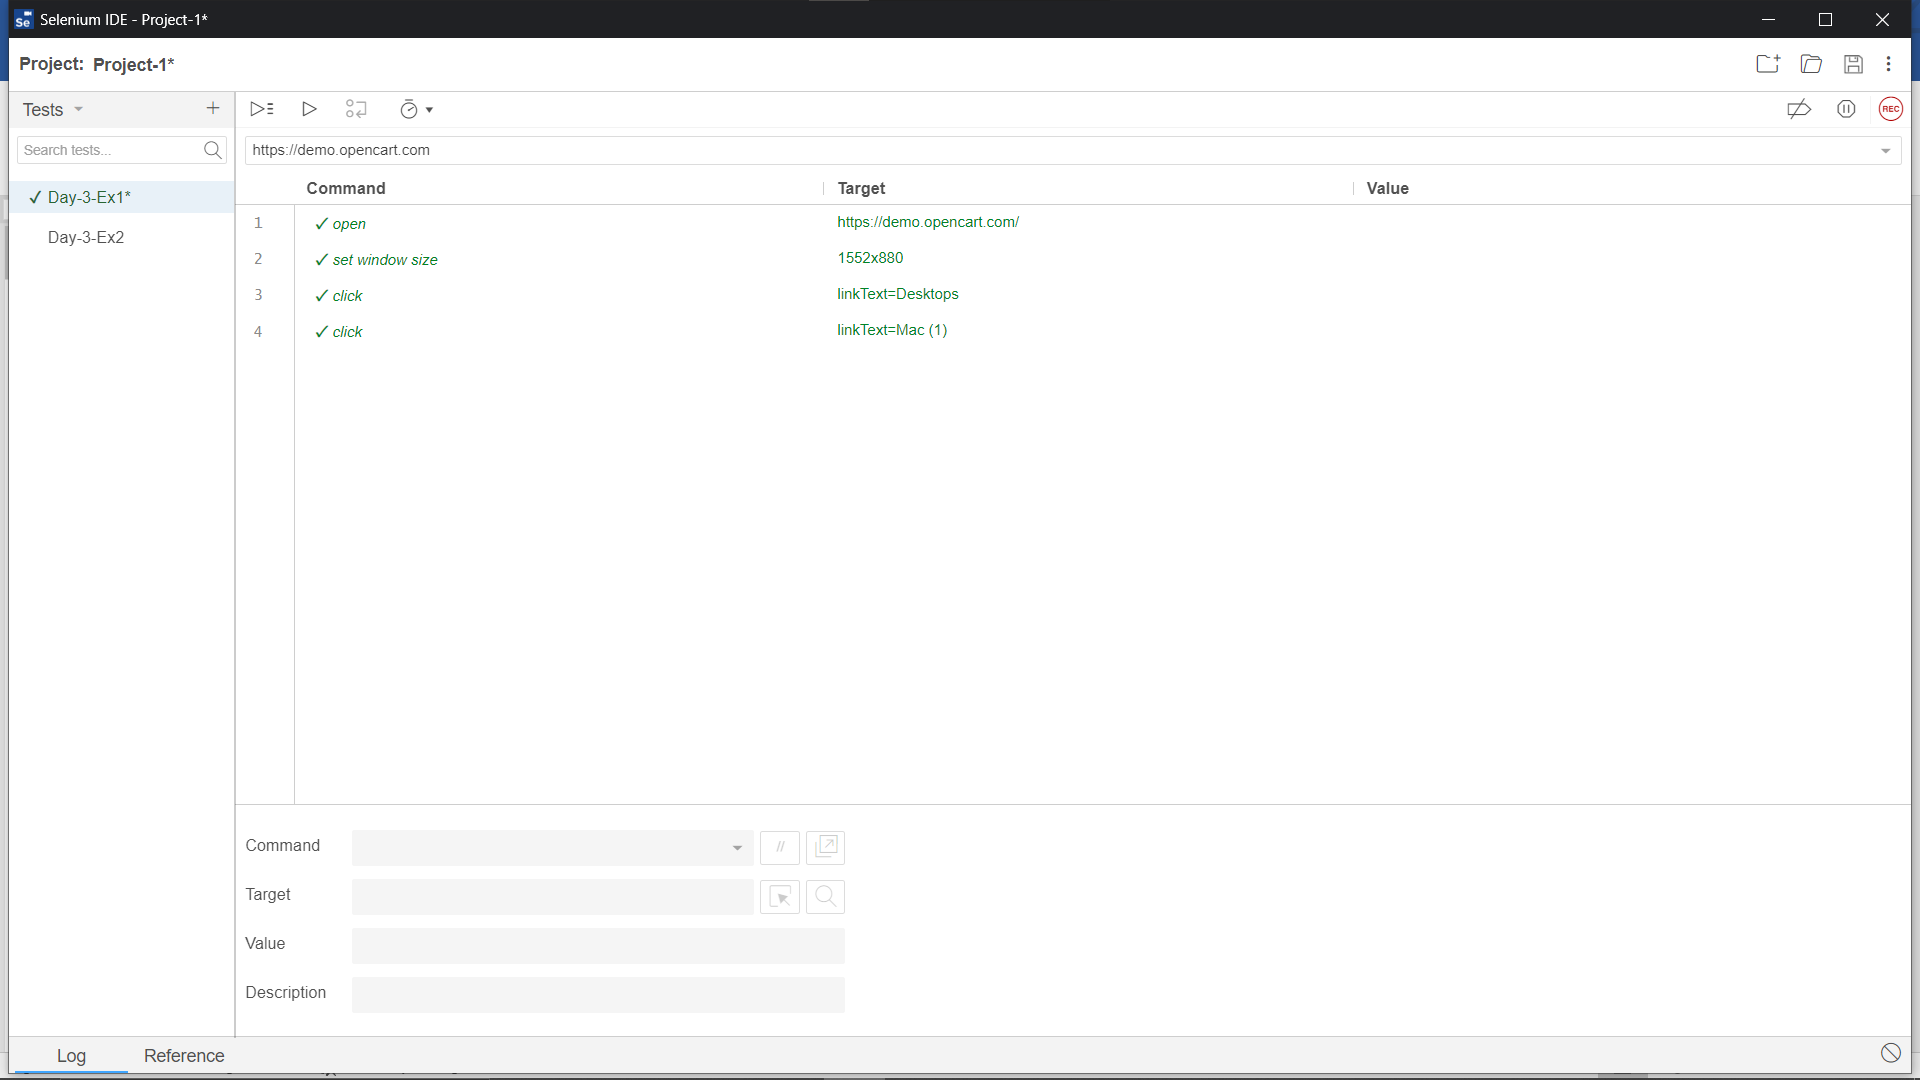 Selenium IDE - Project-1*
Project: Project-1*
Tests
Search tests...
https://demo.opencart.com
Command Target Value
✓ Day-3-Ex1*
Day-3-Ex2
1 ✓ open https://demo.opencart.com/
2 ✓ set window size 1552x880
3 ✓ click linkText=Desktops
4 ✓ click linkText=Mac (1)
REC
Command //
Target
Value
Description
Log Reference